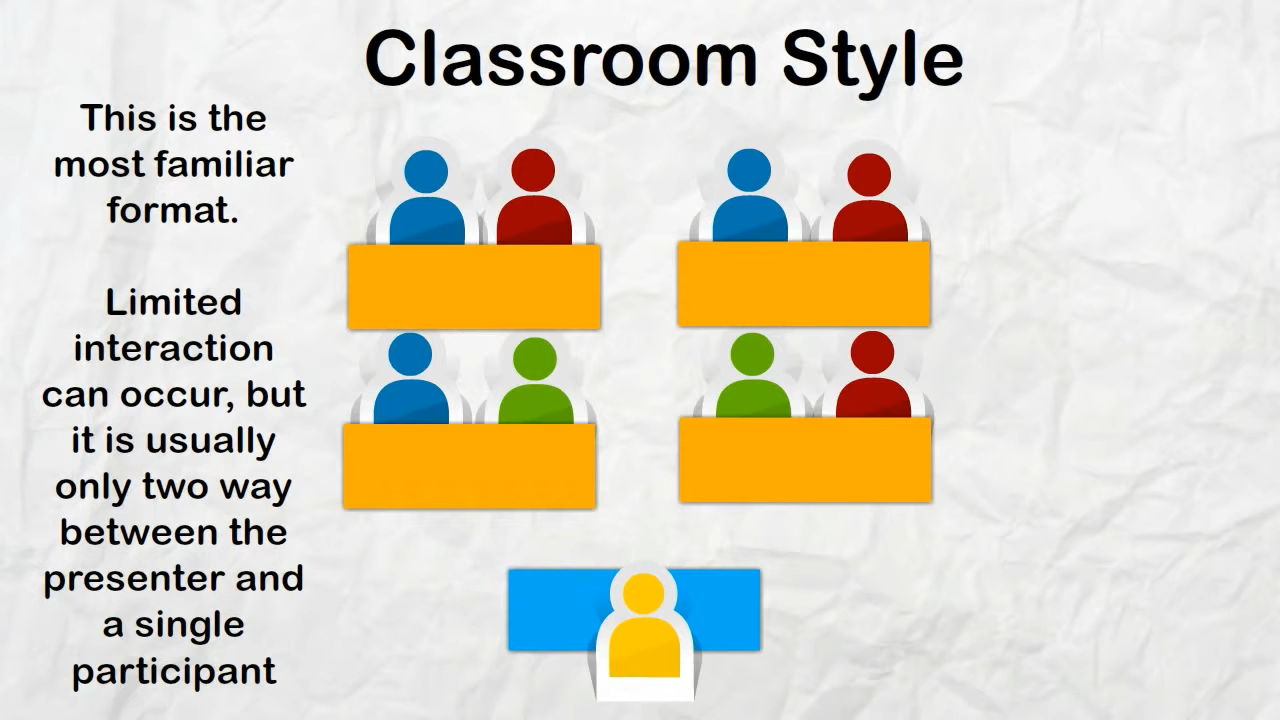 Classroom Style
This is the
most familiar
format.
Limited
interaction
can occur, but
it is usually
only two way
between the
presenter and
a single
participant